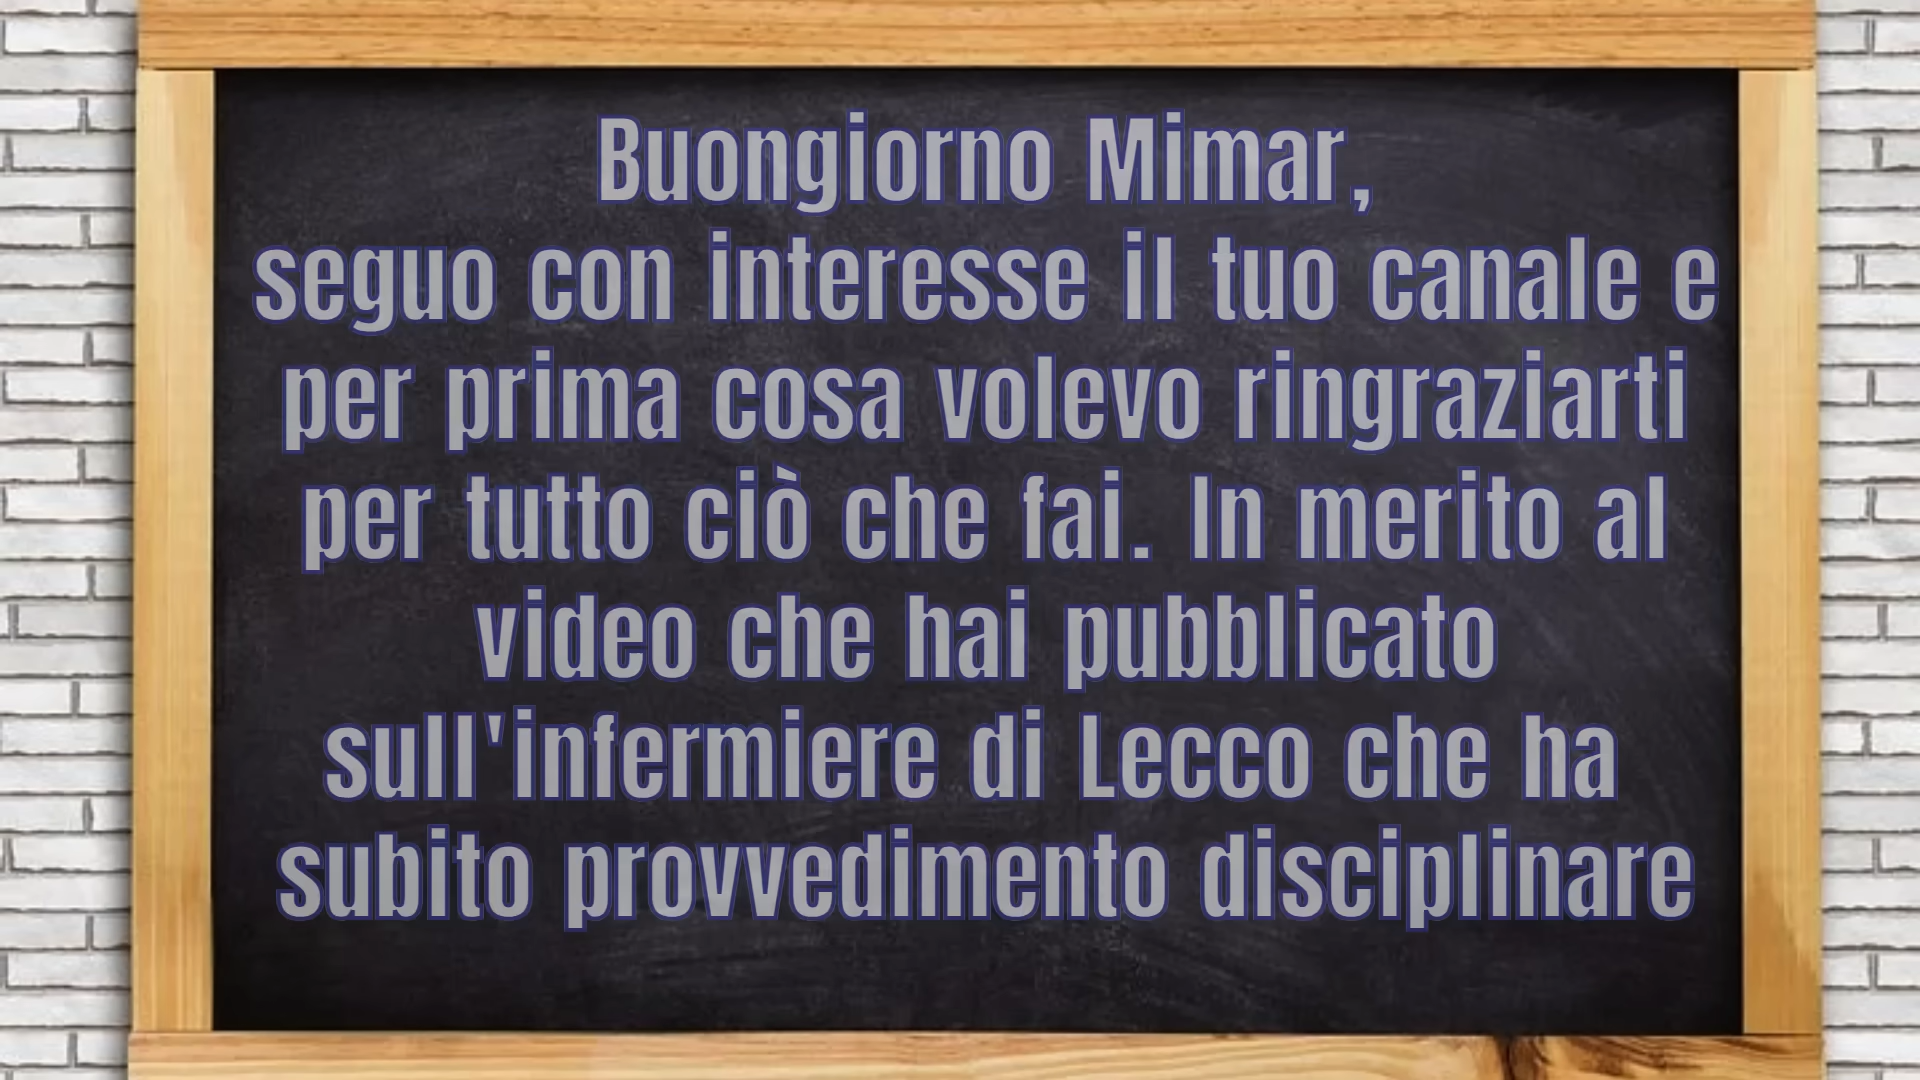 Buongiorno Mimar,
seguo con interesse il tuo canale e
per prima cosa volevo ringraziarti
per tutto ciò che fai. In merito al
video che hai pubblicato
sull'infermiere di Lecco che ha
subito provvedimento disciplinare